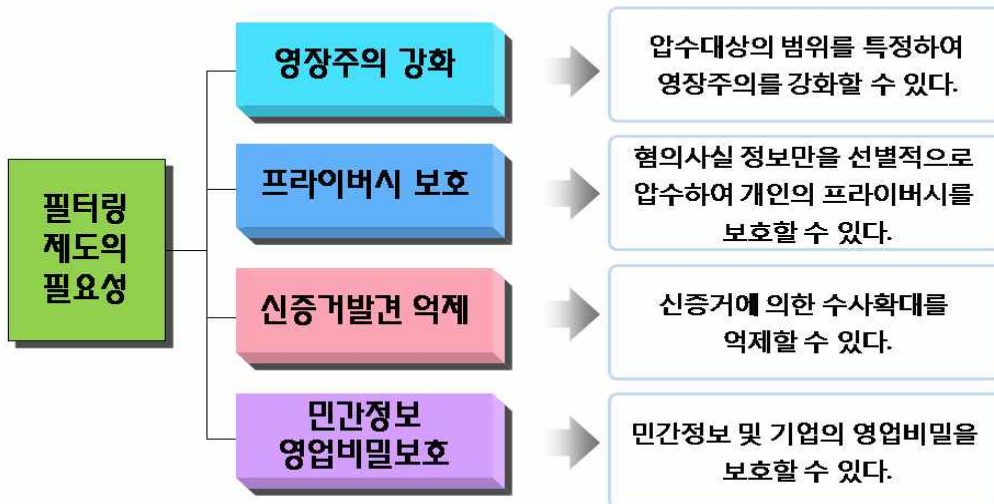 필터링
제도의
필요성
영장주의 강화
압수대상의 범위를 특정하여
영장주의를 강화할 수 있다.
프라이버시 보호
혐의사실 정보만을 선별적으로
압수하여 개인의 프라이버시를
보호할 수 있다.
신증거발견 억제
신증거에 의한 수사확대를
억제할 수 있다.
민간정보
영업비밀보호
민간정보 및 기업의 영업비밀을
보호할 수 있다.